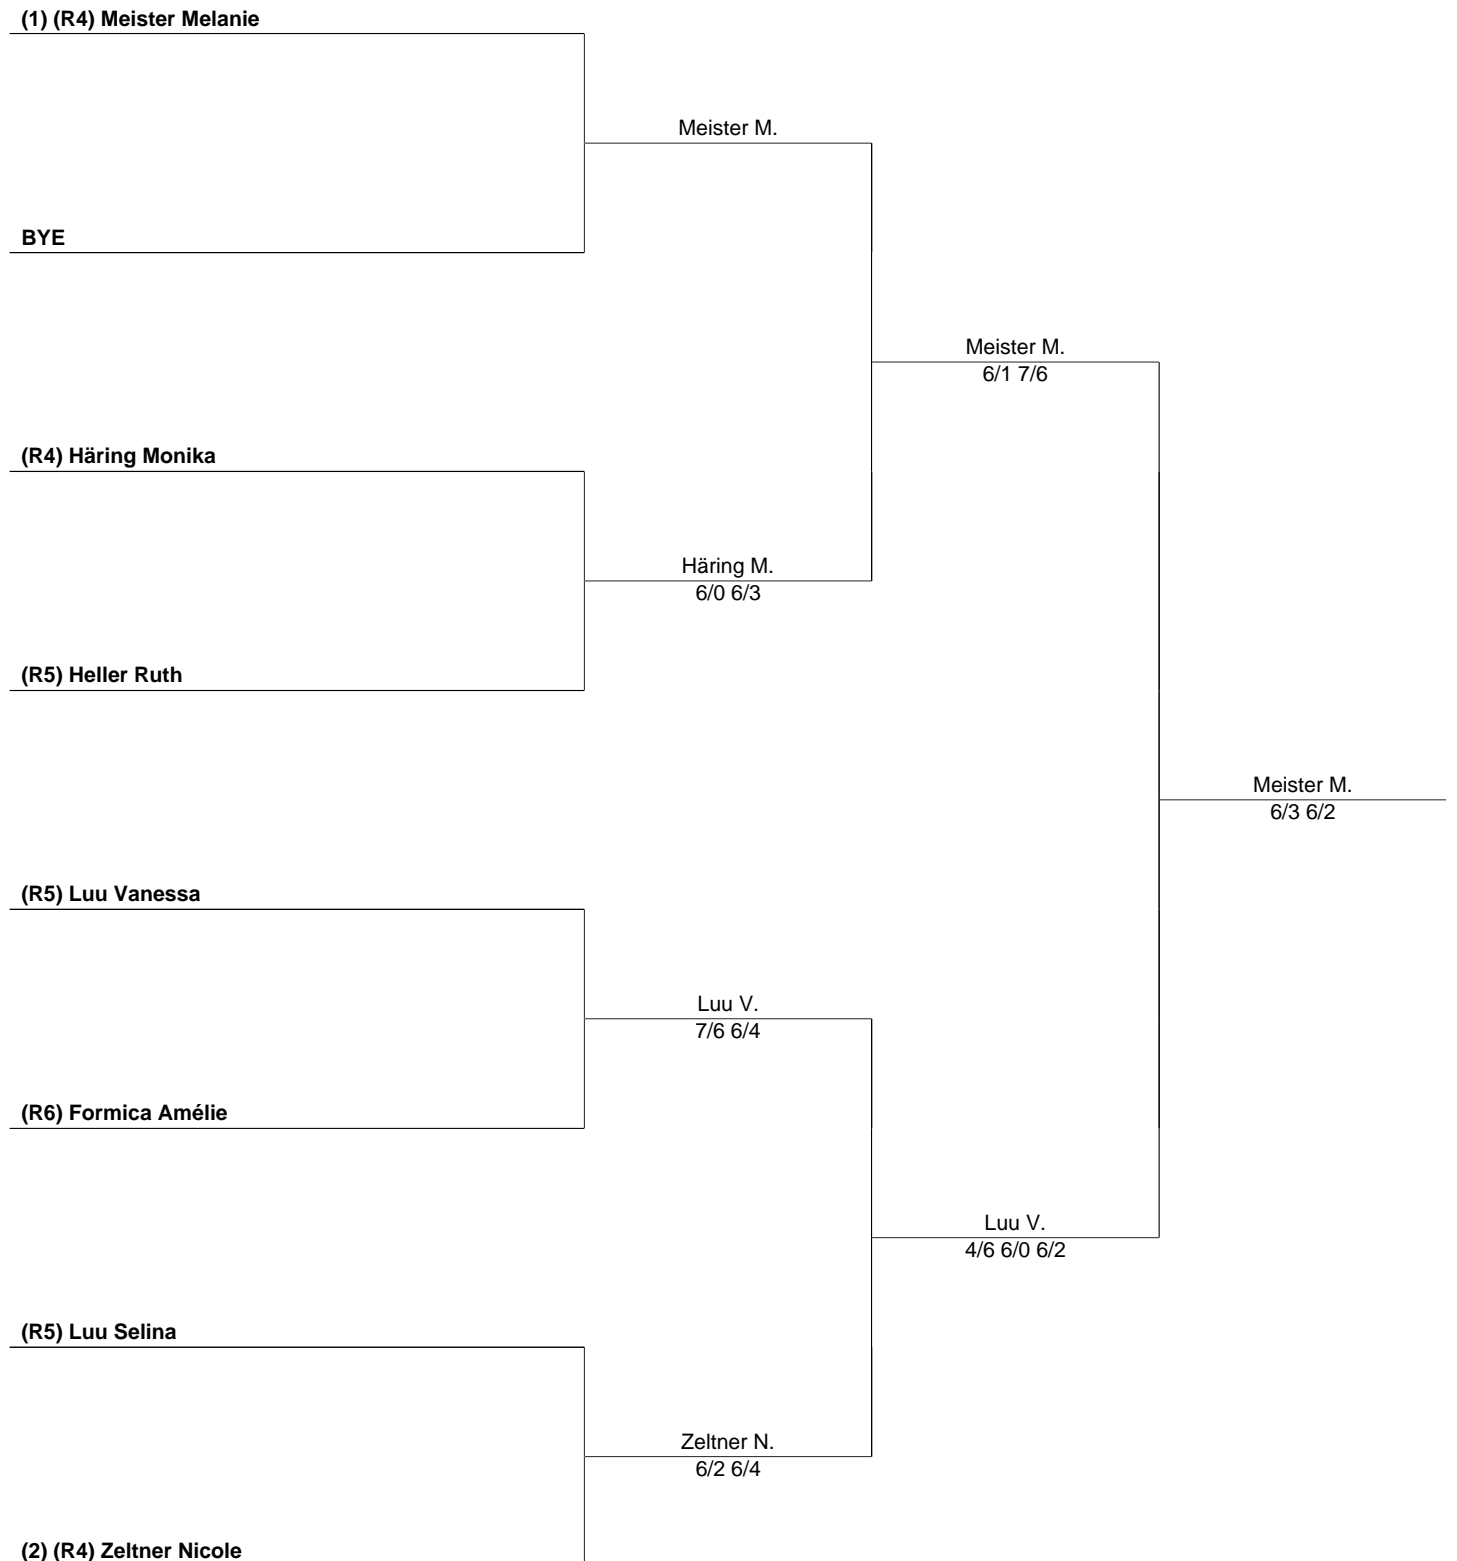 (1) (R4) Meister Melanie
Meister M.
BYE
Meister M.
6/1 7/6
(R4) Häring Monika
Häring M.
6/0 6/3
(R5) Heller Ruth
Meister M.
6/3 6/2
(R5) Luu Vanessa
Luu V.
7/6 6/4
(R6) Formica Amélie
Luu V.
4/6 6/0 6/2
(R5) Luu Selina
Zeltner N.
6/2 6/4
(2) (R4) Zeltner Nicole